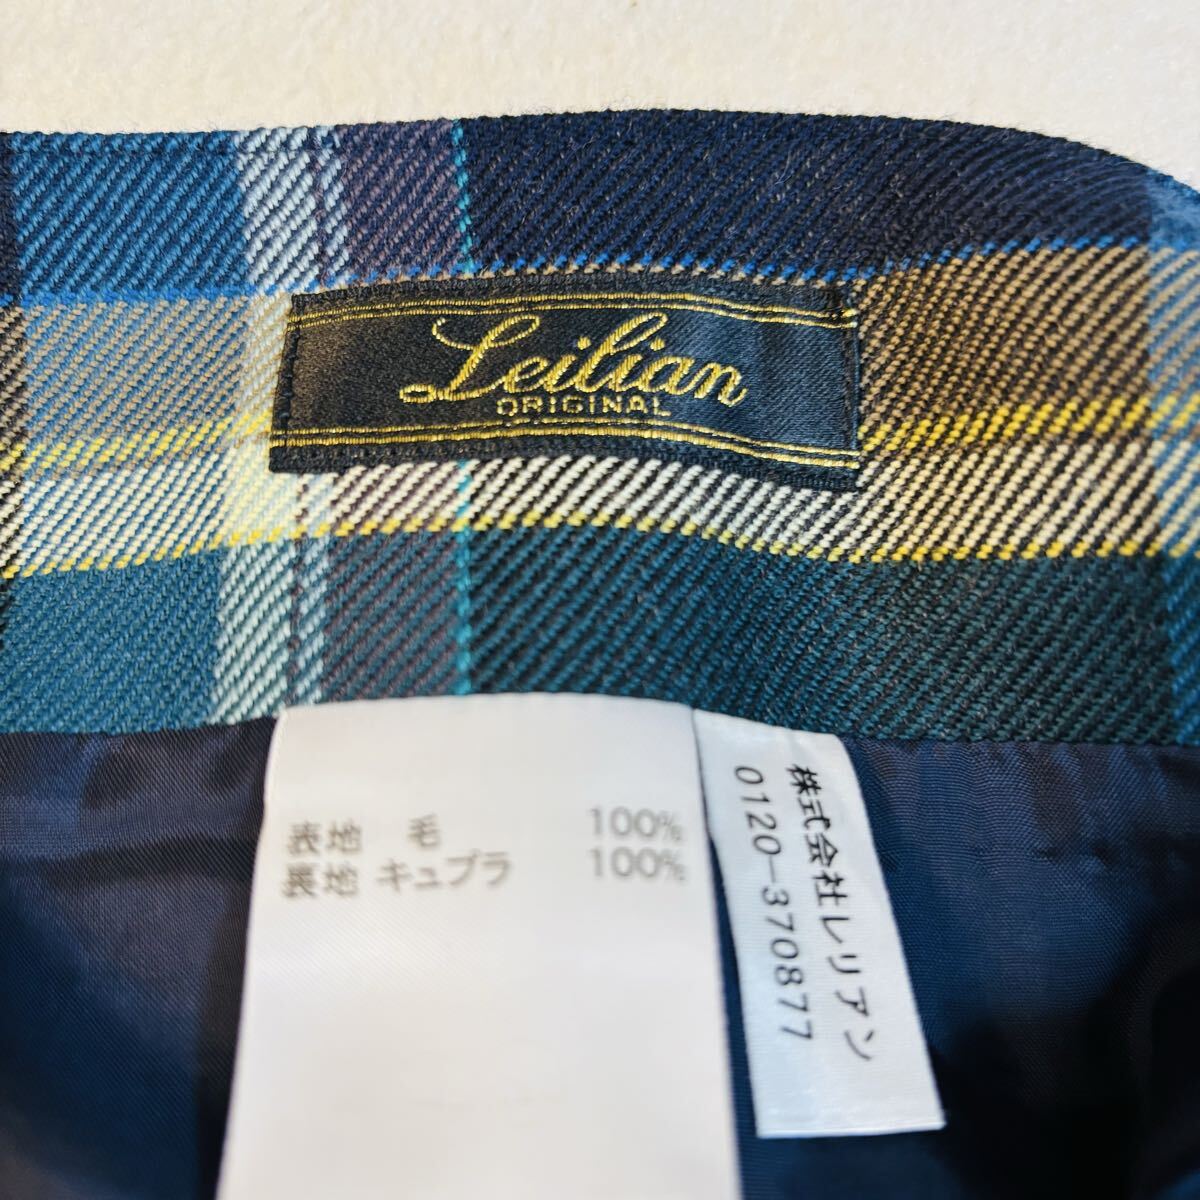 Leilian
ORIGINAL
表地 毛 100%
裏地 キュプラ 100%
株式会社レリアン
0120-370877